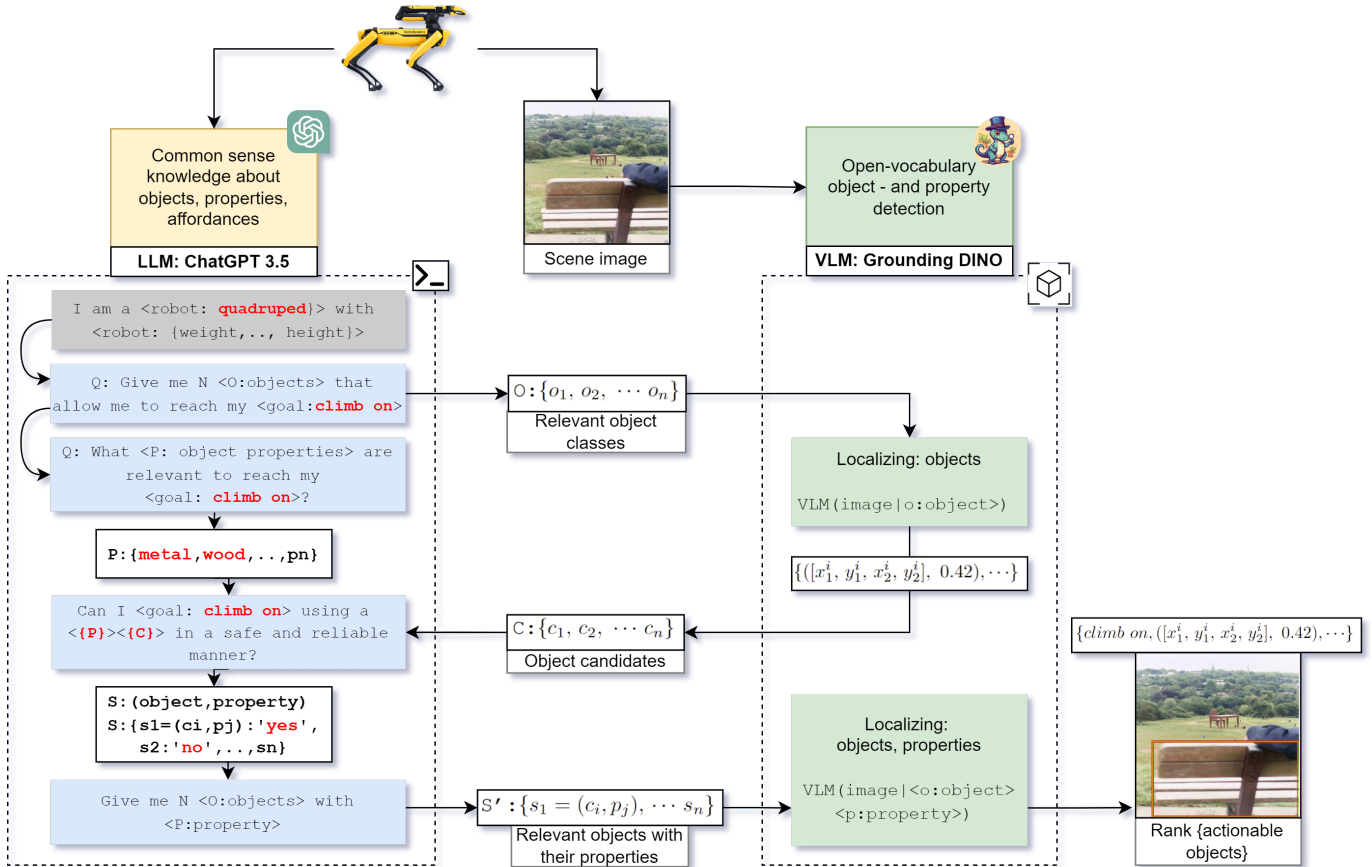 Common sense
knowledge about
objects, properties,
affordances
LLM: ChatGPT 3.5
Scene image
Open-vocabulary
object - and property
detection
VLM: Grounding DINO
I am a <robot: quadruped}> with
<robot: {weight,.., height}>
Q: Give me N <O:objects> that
allow me to reach my <goal:climb on>
Q: What <P: object properties> are
relevant to reach my
<goal: climb on>?
P:{metal,wood,..,pn}
Can I <goal: climb on> using a
<{P}><{C}> in a safe and reliable
manner?
S:(object,property)
S:{s1=(ci,pj):'yes',
s2:'no',..,sn}
Give me N <O:objects> with
<P:property>
O:{o₁, o₂, ⋯ oₙ}
Relevant object
classes
Localizing: objects
VLM(image|o:object>)
{([x₁ⁱ, y₁ⁱ, x₂ⁱ, y₂ⁱ], 0.42),⋯}
C:{c₁, c₂, ⋯ cₙ}
Object candidates
S′:{s₁ = (cᵢ, pⱼ), ⋯ sₙ}
Relevant objects with
their properties
Localizing:
objects, properties
VLM(image|<o:object>
<p:property>)
{climb on, ([x₁ⁱ, y₁ⁱ, x₂ⁱ, y₂ⁱ], 0.42),⋯}
Rank {actionable
objects}